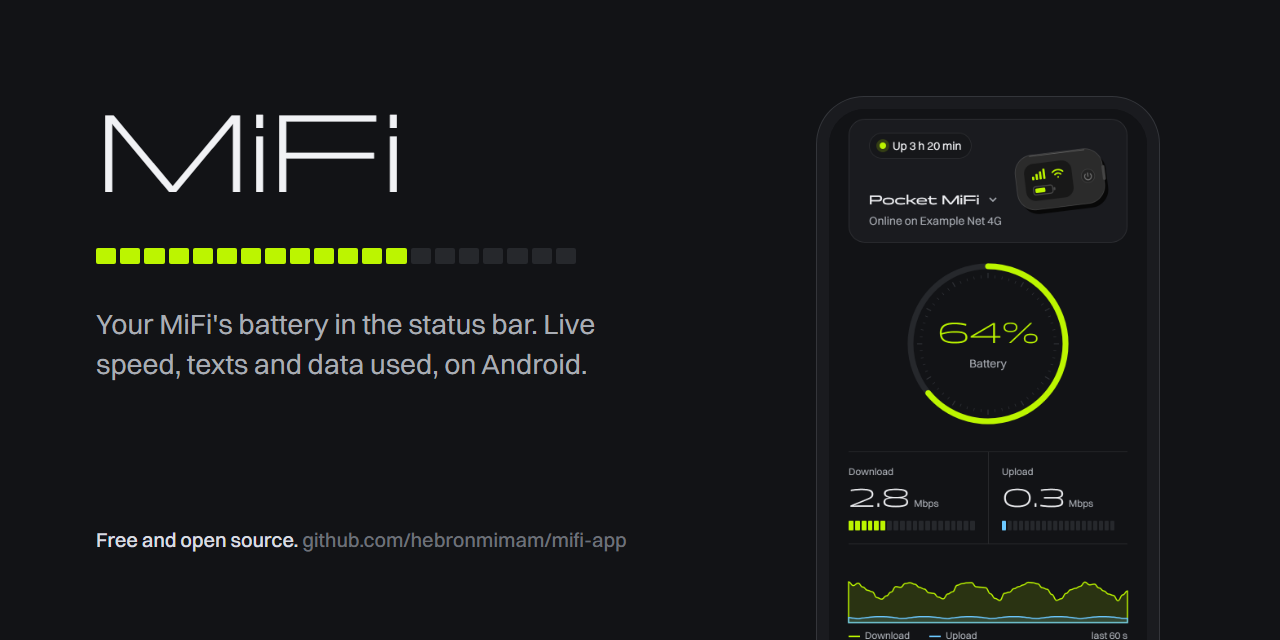 MiFi
Your MiFi's battery in the status bar. Live
speed, texts and data used, on Android.
Free and open source. github.com/hebronmimam/mifi-app
Up 3 h 20 min
Pocket MiFi
Online on Example Net 4G
64%
Battery
Download
2.8 Mbps
Upload
0.3 Mbps
Download Upload last 60 s